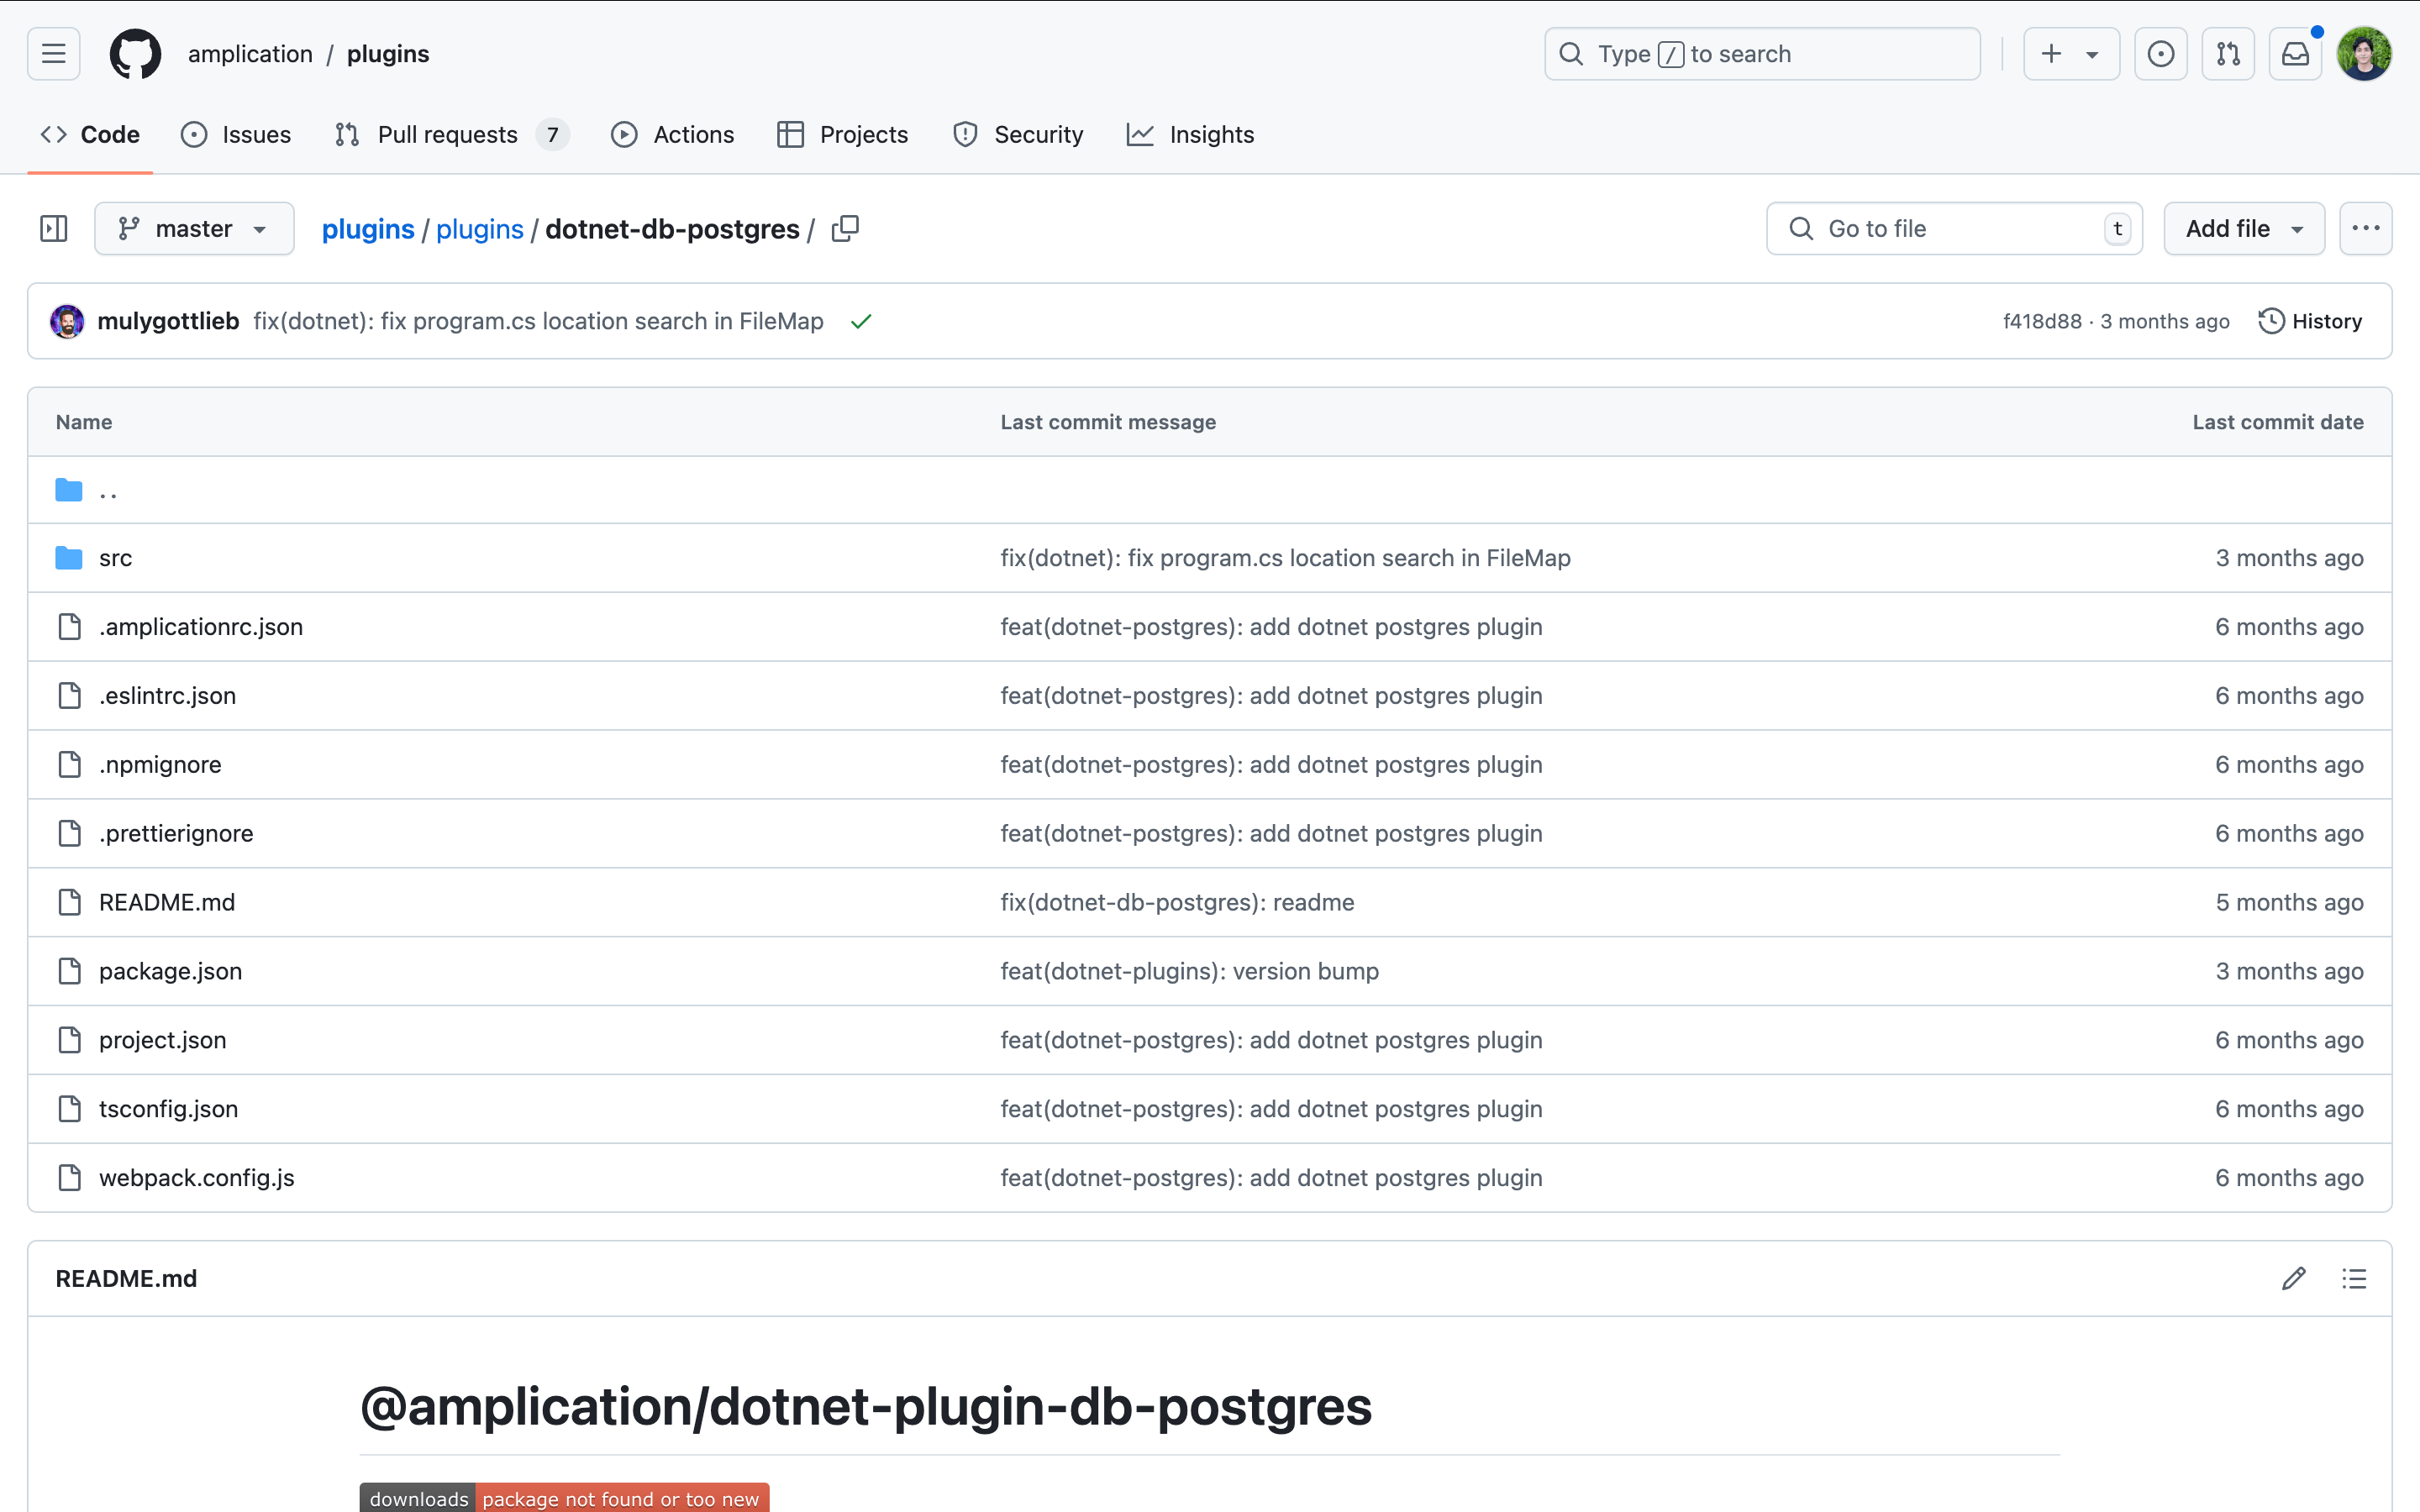 amplication / plugins
Type / to search
Code
Issues
Pull requests 7
Actions
Projects
Security
Insights
master
plugins / plugins / dotnet-db-postgres /
Go to file t
Add file
mulygottlieb fix(dotnet): fix program.cs location search in FileMap
f418d88 · 3 months ago
History
Name Last commit message Last commit date
..
src fix(dotnet): fix program.cs location search in FileMap 3 months ago
.amplicationrc.json feat(dotnet-postgres): add dotnet postgres plugin 6 months ago
.eslintrc.json feat(dotnet-postgres): add dotnet postgres plugin 6 months ago
.npmignore feat(dotnet-postgres): add dotnet postgres plugin 6 months ago
.prettierignore feat(dotnet-postgres): add dotnet postgres plugin 6 months ago
README.md fix(dotnet-db-postgres): readme 5 months ago
package.json feat(dotnet-plugins): version bump 3 months ago
project.json feat(dotnet-postgres): add dotnet postgres plugin 6 months ago
tsconfig.json feat(dotnet-postgres): add dotnet postgres plugin 6 months ago
webpack.config.js feat(dotnet-postgres): add dotnet postgres plugin 6 months ago
README.md
@amplication/dotnet-plugin-db-postgres
downloads package not found or too new